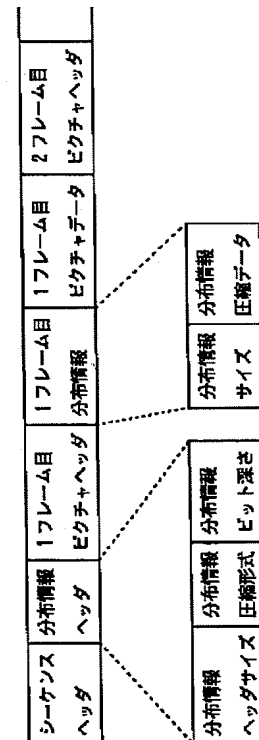 シーケンス
ヘッダ
分布情報
ヘッダ
1フレーム目
ピクチャヘッダ
1フレーム目
分布情報
1フレーム目
ピクチャデータ
2フレーム目
ピクチャヘッダ
分布情報
ヘッダサイズ
分布情報
圧縮形式
分布情報
ビット深さ
分布情報
サイズ
分布情報
圧縮データ